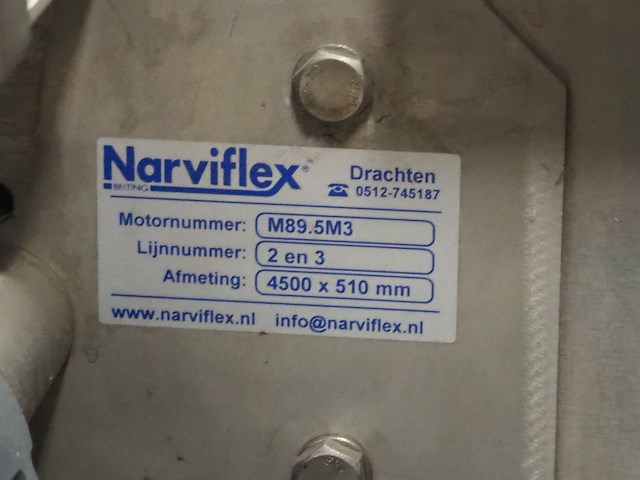 Narviflex®
BELTING
Drachten
☎ 0512-745187
Motornummer: M89.5M3
Lijnnummer: 2 en 3
Afmeting: 4500 x 510 mm
www.narviflex.nl info@narviflex.nl